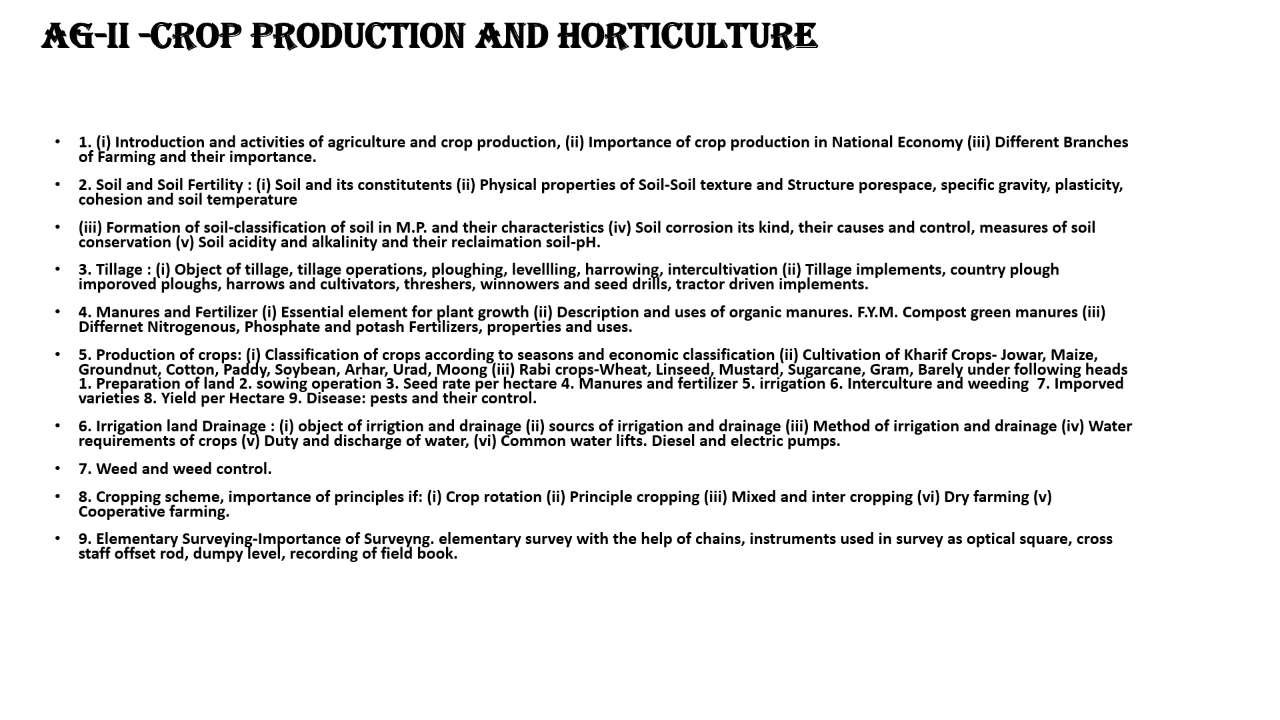 AG-II -CROP PRODUCTION AND HORTICULTURE
• 1. (i) Introduction and activities of agriculture and crop production, (ii) Importance of crop production in National Economy (iii) Different Branches
of Farming and their importance.
• 2. Soil and Soil Fertility : (i) Soil and its constitutents (ii) Physical properties of Soil-Soil texture and Structure porespace, specific gravity, plasticity,
cohesion and soil temperature
• (iii) Formation of soil-classification of soil in M.P. and their characteristics (iv) Soil corrosion its kind, their causes and control, measures of soil
conservation (v) Soil acidity and alkalinity and their reclaimation soil-pH.
• 3. Tillage : (i) Object of tillage, tillage operations, ploughing, levellling, harrowing, intercultivation (ii) Tillage implements, country plough
imporoved ploughs, harrows and cultivators, threshers, winnowers and seed drills, tractor driven implements.
• 4. Manures and Fertilizer (i) Essential element for plant growth (ii) Description and uses of organic manures. F.Y.M. Compost green manures (iii)
Differnet Nitrogenous, Phosphate and potash Fertilizers, properties and uses.
• 5. Production of crops: (i) Classification of crops according to seasons and economic classification (ii) Cultivation of Kharif Crops- Jowar, Maize,
Groundnut, Cotton, Paddy, Soybean, Arhar, Urad, Moong (iii) Rabi crops-Wheat, Linseed, Mustard, Sugarcane, Gram, Barely under following heads
1. Preparation of land 2. sowing operation 3. Seed rate per hectare 4. Manures and fertilizer 5. irrigation 6. Interculture and weeding 7. Imporved
varieties 8. Yield per Hectare 9. Disease: pests and their control.
• 6. Irrigation land Drainage : (i) object of irrigtion and drainage (ii) sourcs of irrigation and drainage (iii) Method of irrigation and drainage (iv) Water
requirements of crops (v) Duty and discharge of water, (vi) Common water lifts. Diesel and electric pumps.
• 7. Weed and weed control.
• 8. Cropping scheme, importance of principles if: (i) Crop rotation (ii) Principle cropping (iii) Mixed and inter cropping (vi) Dry farming (v)
Cooperative farming.
• 9. Elementary Surveying-Importance of Surveyng. elementary survey with the help of chains, instruments used in survey as optical square, cross
staff offset rod, dumpy level, recording of field book.